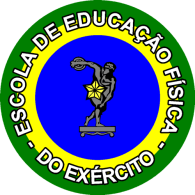 - ESCOLA DE EDUCAÇÃO FÍSICA -
DO EXÉRCITO